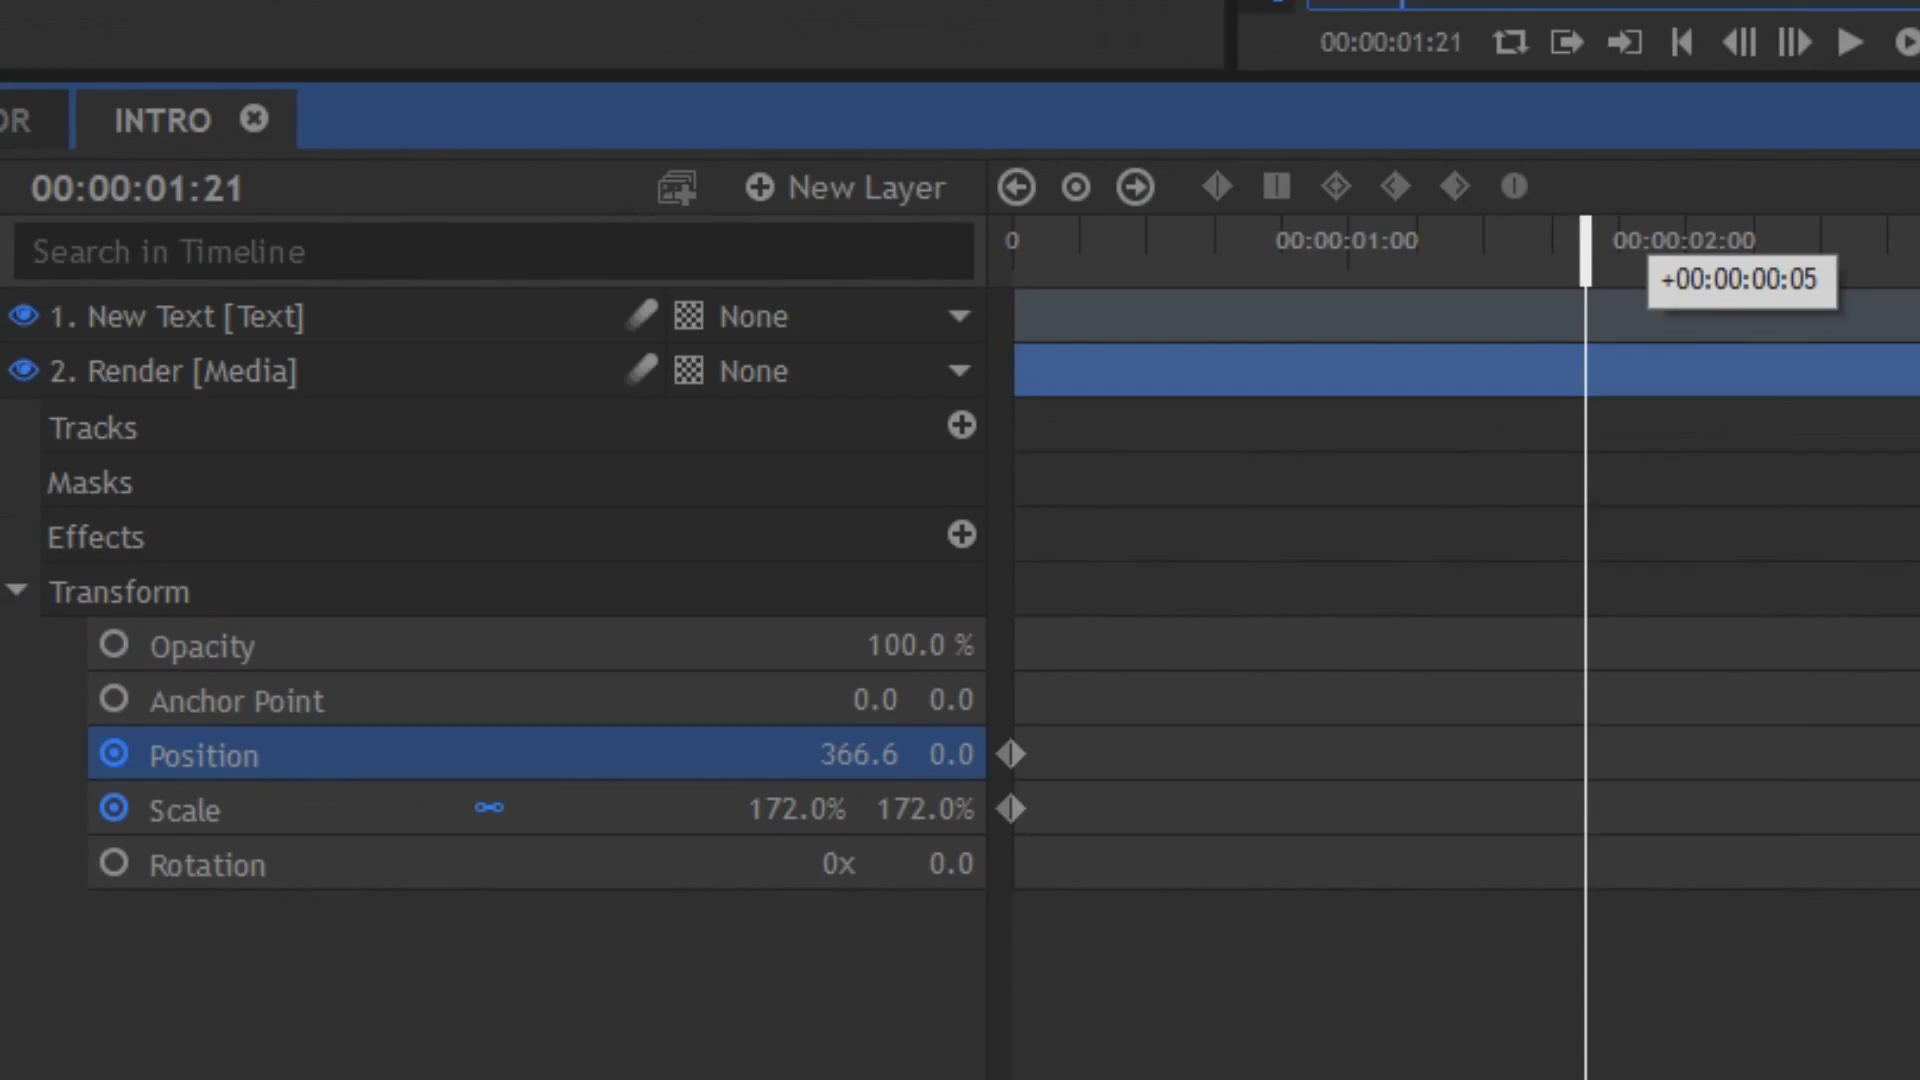 00:00:01:21
OR INTRO
00:00:01:21 New Layer
0 00:00:01:00 00:00:02:00
Search in Timeline
+00:00:00:05
1. New Text [Text] None
2. Render [Media] None
Tracks
Masks
Effects
Transform
Opacity 100.0 %
Anchor Point 0.0 0.0
Position 366.6 0.0
Scale 172.0% 172.0%
Rotation 0x 0.0